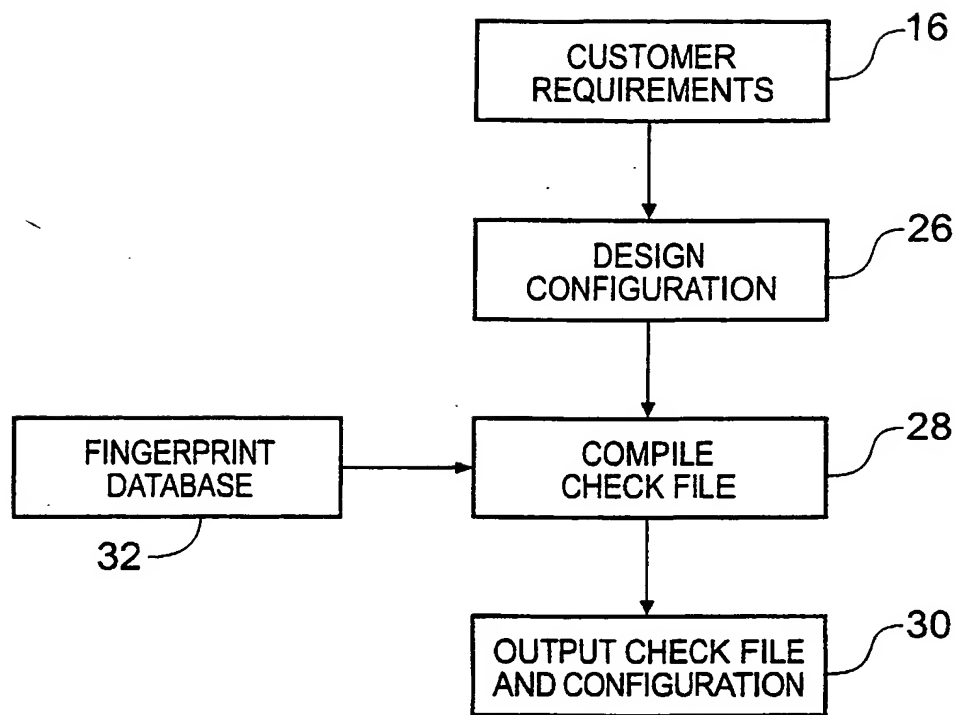 16
CUSTOMER
REQUIREMENTS
26
DESIGN
CONFIGURATION
28
FINGERPRINT
DATABASE
32
COMPILE
CHECK FILE
30
OUTPUT CHECK FILE
AND CONFIGURATION